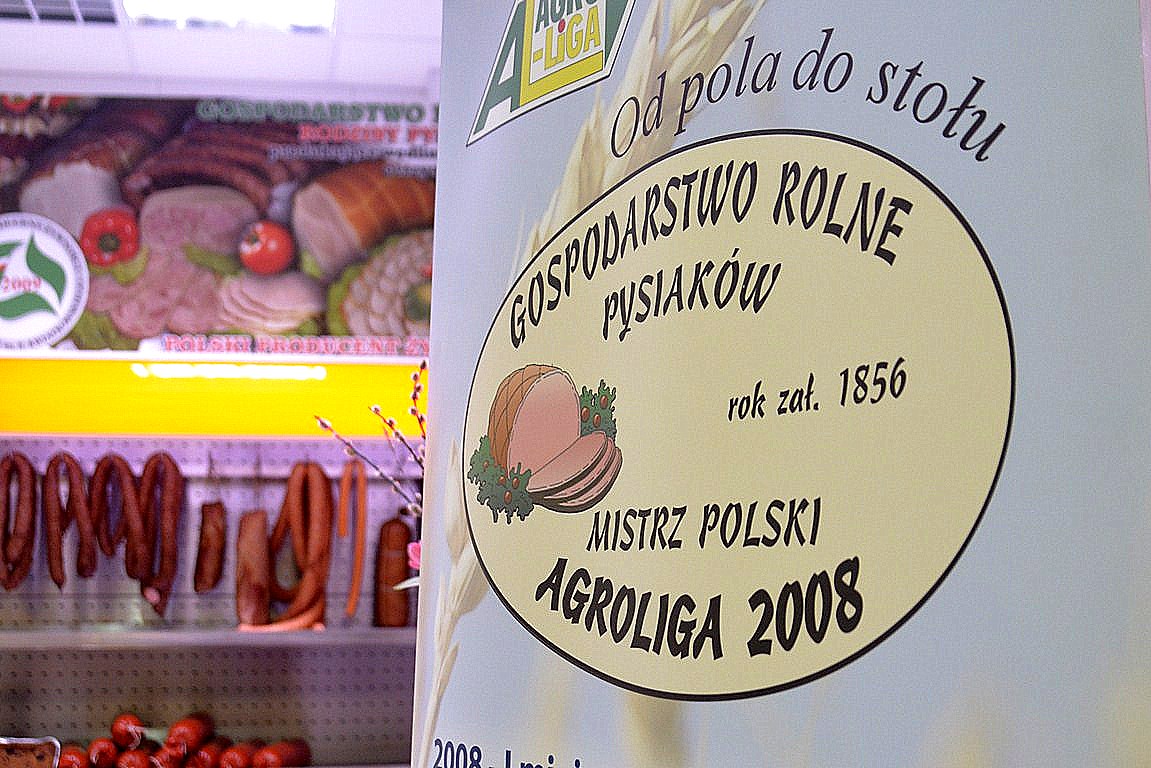 AGRO
-LiGA
Od pola do stołu
GOSPODARSTWO ROLNE
PYSIAKÓW
rok zał. 1856
MISTRZ POLSKI
AGROLIGA 2008
2008
GOSPODARSTWO
RODZINY
2009
POLSKI PRODUCENT